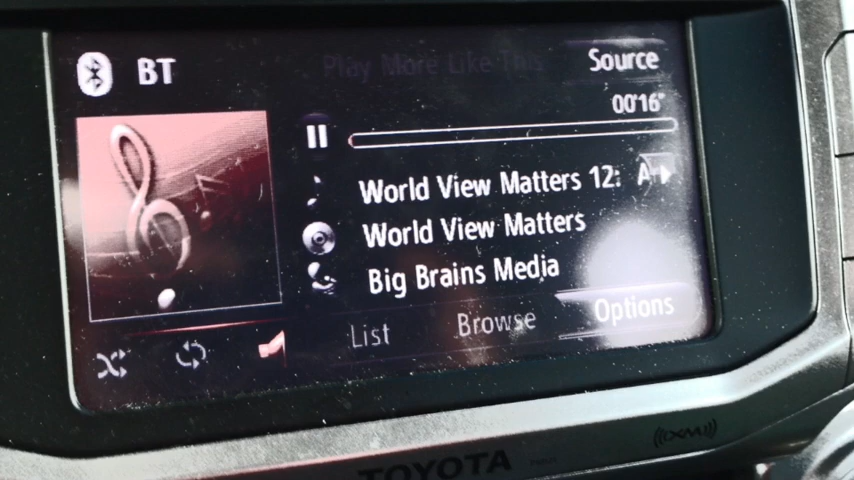 BT
Play More Like This
Source
00'16"
World View Matters 12:
World View Matters
Big Brains Media
List
Browse
Options
TOYOTA
((XM))